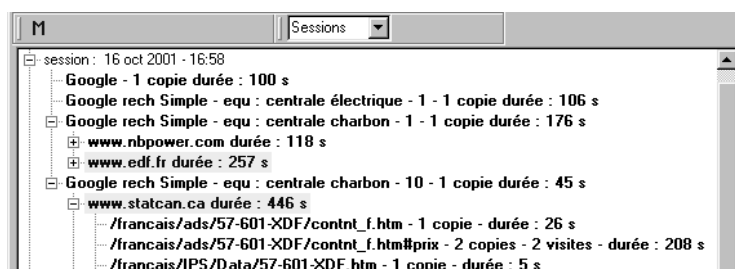 M Sessions
session : 16 oct 2001 - 16:58
Google - 1 copie durée : 100 s
Google rech Simple - equ : centrale électrique - 1 - 1 copie durée : 106 s
Google rech Simple - equ : centrale charbon - 1 - 1 copie durée : 176 s
www.nbpower.com durée : 118 s
www.edf.fr durée : 257 s
Google rech Simple - equ : centrale charbon - 10 - 1 copie durée : 45 s
www.statcan.ca durée : 446 s
/francais/ads/57-601-XDF/contnt_f.htm - 1 copie - durée : 26 s
/francais/ads/57-601-XDF/contnt_f.htm#prix - 2 copies - 2 visites - durée : 208 s
/francais/IPS/Data/57-601-XDF.htm - 1 copie - durée : 5 s